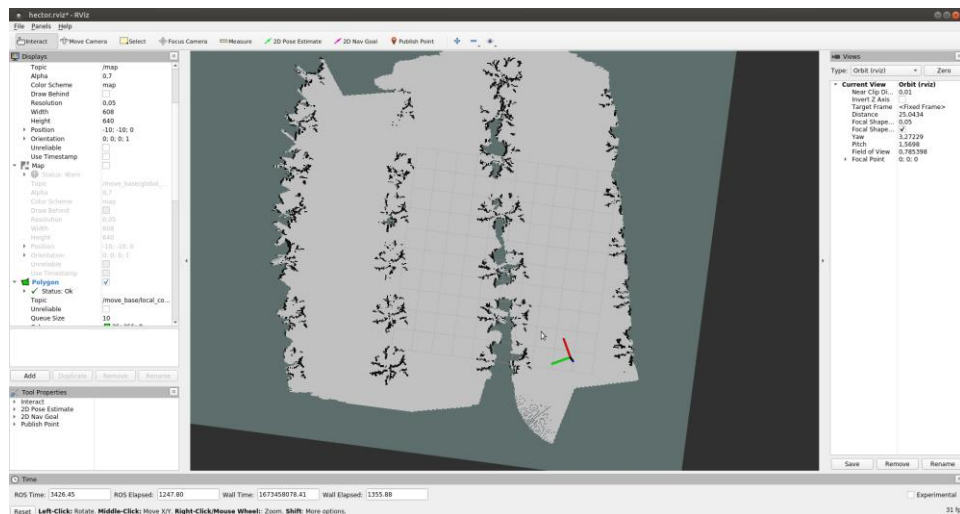 hector.rviz* - RViz
File Panels Help
Interact Move Camera Select Focus Camera Measure 2D Pose Estimate 2D Nav Goal Publish Point
Displays
Topic /map
Alpha 0,7
Color Scheme map
Draw Behind
Resolution 0,05
Width 608
Height 640
Position -10; -10; 0
Orientation 0; 0; 0; 1
Unreliable
Use Timestamp
Map
Status: Warn
Topic /move_base/global_...
Alpha 0,7
Color Scheme map
Draw Behind
Resolution 0,05
Width 608
Height 640
Position -10; -10; 0
Orientation 0; 0; 0; 1
Unreliable
Use Timestamp
Polygon
Status: Ok
Topic /move_base/local_co...
Unreliable
Queue Size 10
Add Duplicate Remove Rename
Tool Properties
Interact
2D Pose Estimate
2D Nav Goal
Publish Point
Views
Type: Orbit (rviz) Zero
Current View Orbit (rviz)
Near Clip Di... 0,01
Invert Z Axis
Target Frame <Fixed Frame>
Distance 25,0434
Focal Shape... 0,05
Focal Shape...
Yaw 3,27229
Pitch 1,5698
Field of View 0,785398
Focal Point 0; 0; 0
Save Remove Rename
Time
ROS Time: 3426.45 ROS Elapsed: 1247.80 Wall Time: 1673458078.41 Wall Elapsed: 1355.88 Experimental
Reset Left-Click: Rotate. Middle-Click: Move X/Y. Right-Click/Mouse Wheel: Zoom. Shift: More options. 31 fp